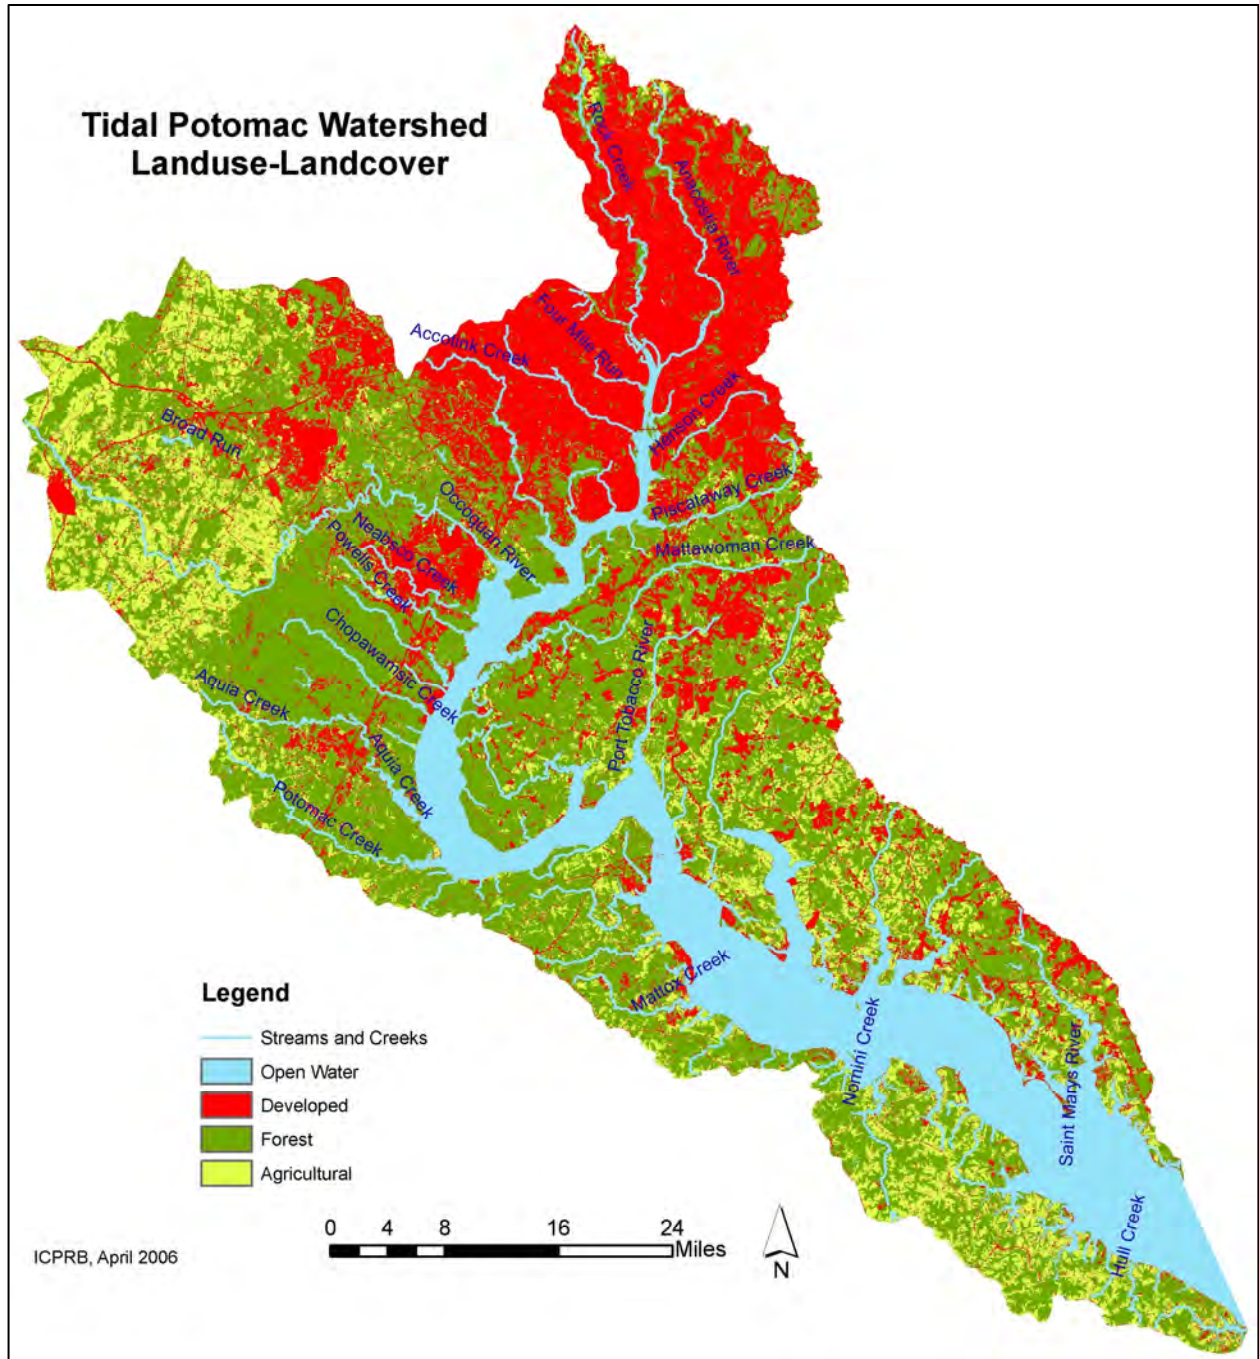 Tidal Potomac Watershed
Landuse-Landcover
Rock Creek
Anacostia River
Four Mile Run
Accotink Creek
Henson Creek
Broad Run
Piscataway Creek
Occoquan River
Neabsco Creek
Mattawoman Creek
Powells Creek
Chopawamsic Creek
Port Tobacco River
Aquia Creek
Aquia Creek
Potomac Creek
Mattox Creek
Nomini Creek
Saint Marys River
Hull Creek
Legend
Streams and Creeks
Open Water
Developed
Forest
Agricultural
0 4 8 16 24
Miles
N
ICPRB, April 2006